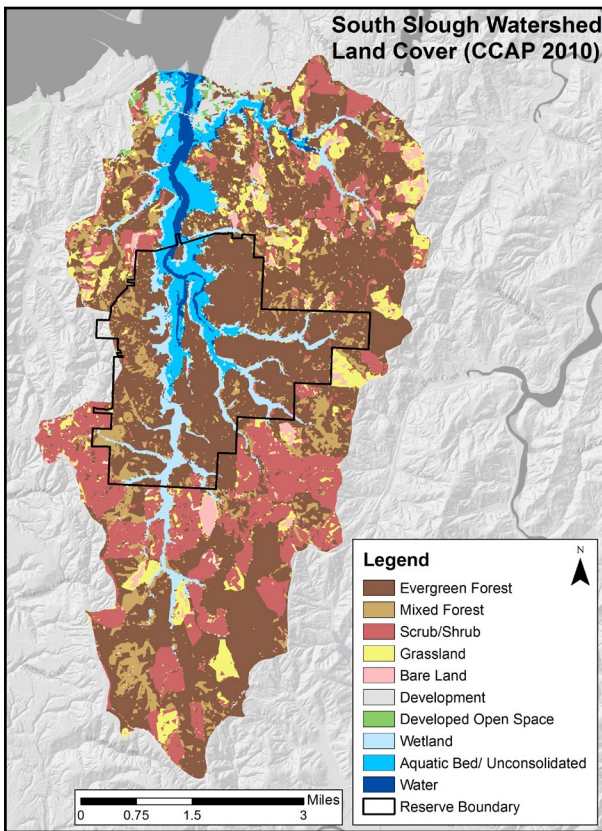 South Slough Watershed
Land Cover (CCAP 2010)
Legend
N
Evergreen Forest
Mixed Forest
Scrub/Shrub
Grassland
Bare Land
Development
Developed Open Space
Wetland
Aquatic Bed/ Unconsolidated
Water
Reserve Boundary
Miles
0 0.75 1.5 3